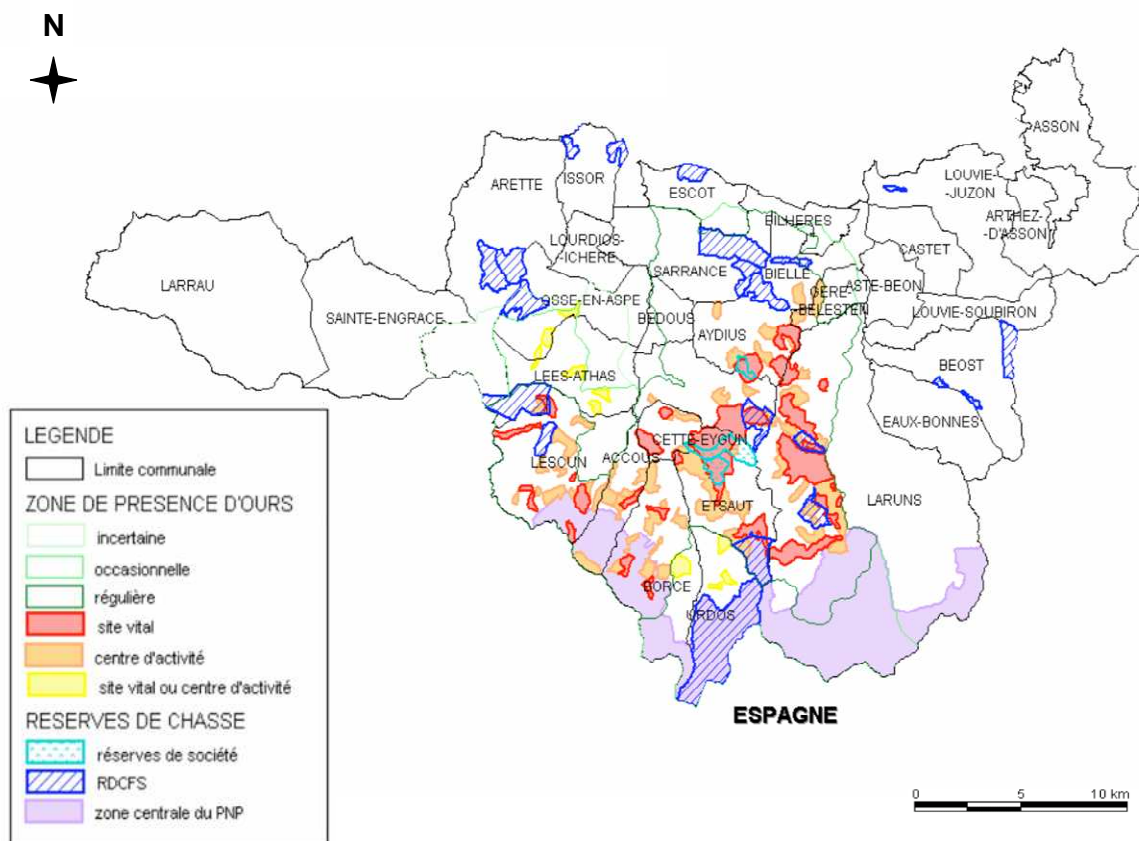 N
ASSON
LOUVIE-
-JUZON
ARETTE
ISSOR
ESCOT
ARTHEZ-
-D'ASSON
BILHERES
LOURDIOS-
-ICHERE
CASTET
SARRANCE
BIELLE
LARRAU
GERE-
-BELESTEN
ASTE-BEON
OSSE-EN-ASPE
SAINTE-ENGRACE
BEDOUS
LOUVIE-SOUBIRON
AYDIUS
BEOST
LEES-ATHAS
EAUX-BONNES
CETTE-EYGUN
LESCUN
ACCOUS
LARUNS
ETSAUT
BORCE
URDOS
ESPAGNE
LEGENDE
Limite communale
ZONE DE PRESENCE D'OURS
incertaine
occasionnelle
régulière
site vital
centre d'activité
site vital ou centre d'activité
RESERVES DE CHASSE
réserves de société
RDCFS
zone centrale du PNP
0 5 10 km